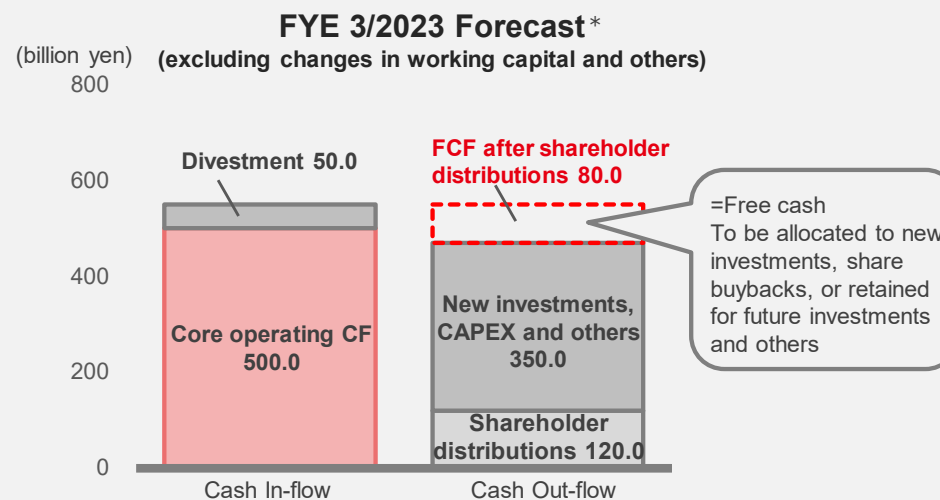 FYE 3/2023 Forecast*
(billion yen)
(excluding changes in working capital and others)
800
600
400
200
0
Divestment 50.0
Core operating CF
500.0
Cash In-flow
FCF after shareholder
distributions 80.0
New investments,
CAPEX and others
350.0
Shareholder
distributions 120.0
Cash Out-flow
=Free cash
To be allocated to new
investments, share
buybacks, or retained
for future investments
and others